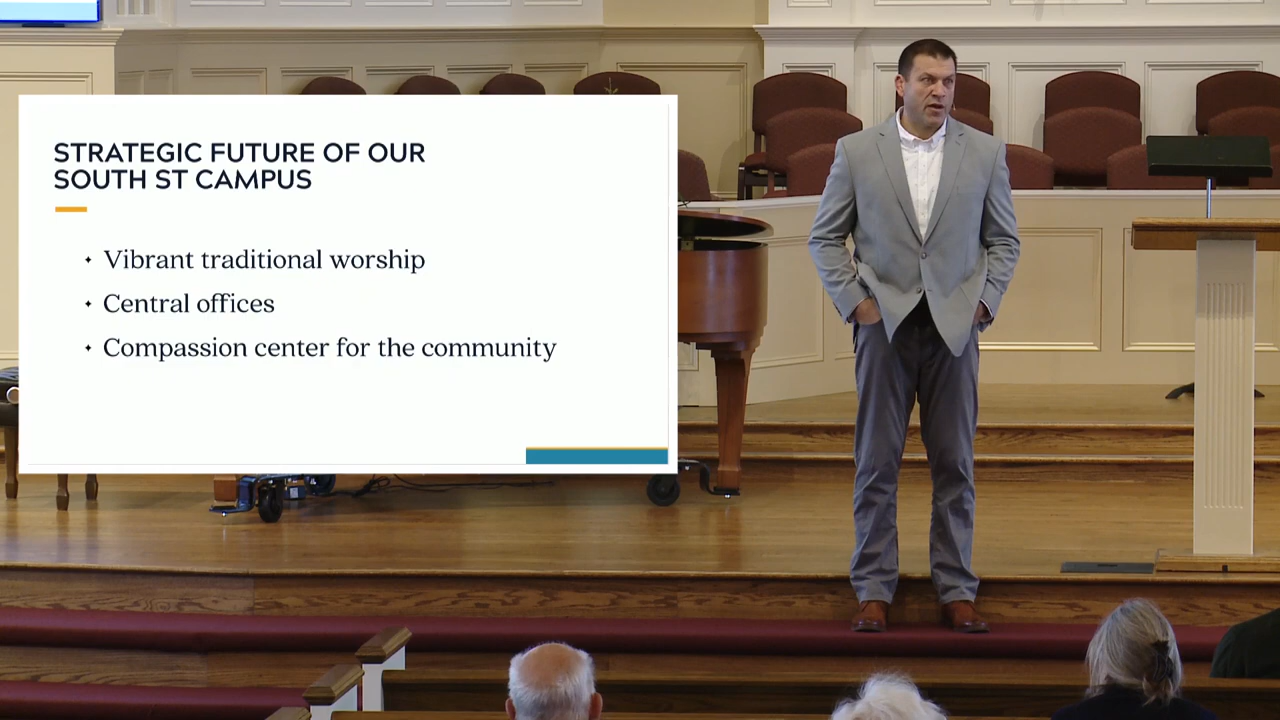 STRATEGIC FUTURE OF OUR
SOUTH ST CAMPUS
Vibrant traditional worship
Central offices
Compassion center for the community